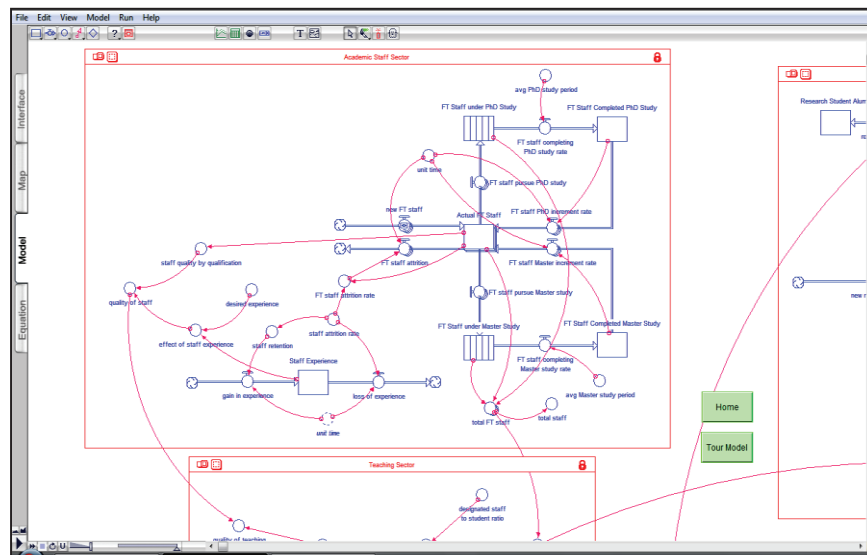 File Edit View Model Run Help
Interface
Map
Model
Equation
Academic Staff Sector
avg PhD study period
FT Staff under PhD Study
FT Staff Completed PhD Study
FT staff completing
PhD study rate
unit time
FT staff pursue PhD study
new FT staff
Actual FT Staff
FT staff PhD increment rate
staff quality by qualification
FT staff attrition
FT staff Master increment rate
quality of staff
desired experience
FT staff attrition rate
FT staff pursue Master study
effect of staff experience
staff retention
staff attrition rate
FT Staff under Master Study
FT Staff Completed Master Study
Staff Experience
FT staff completing
Master study rate
gain in experience
loss of experience
avg Master study period
unit time
total FT staff
total staff
Research Student Alum
new r
Home
Tour Model
Teaching Sector
designated staff
to student ratio
quality of teaching